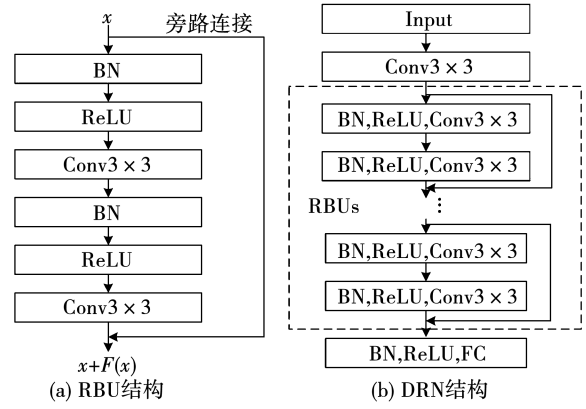 x
旁路连接
BN
ReLU
Conv3×3
BN
ReLU
Conv3×3
x+F(x)
(a) RBU结构
Input
Conv3×3
BN,ReLU,Conv3×3
BN,ReLU,Conv3×3
RBUs
⋮
BN,ReLU,Conv3×3
BN,ReLU,Conv3×3
BN,ReLU,FC
(b) DRN结构